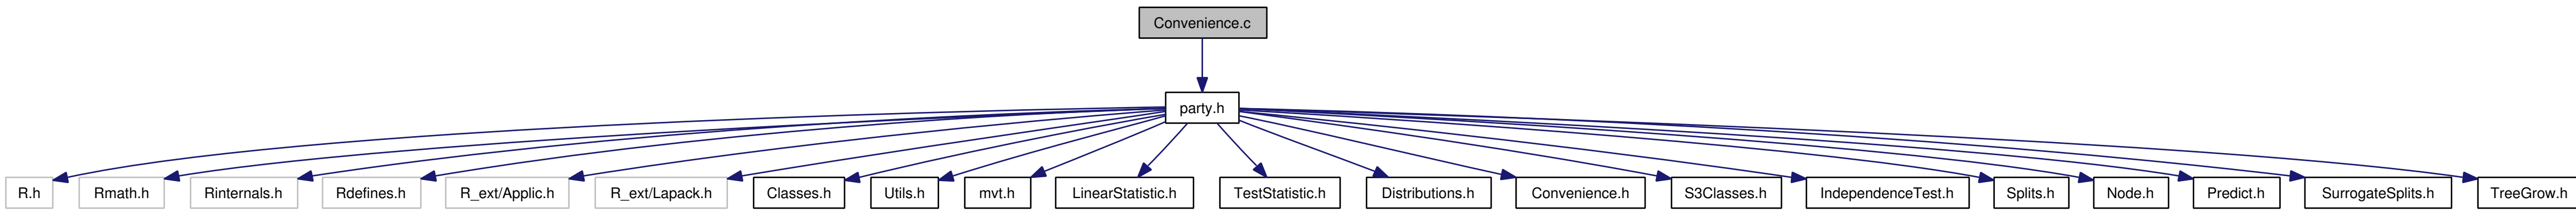 Convenience.c
party.h
R.h
Rmath.h
Rinternals.h
Rdefines.h
R_ext/Applic.h
R_ext/Lapack.h
Classes.h
Utils.h
mvt.h
LinearStatistic.h
TestStatistic.h
Distributions.h
Convenience.h
S3Classes.h
IndependenceTest.h
Splits.h
Node.h
Predict.h
SurrogateSplits.h
TreeGrow.h